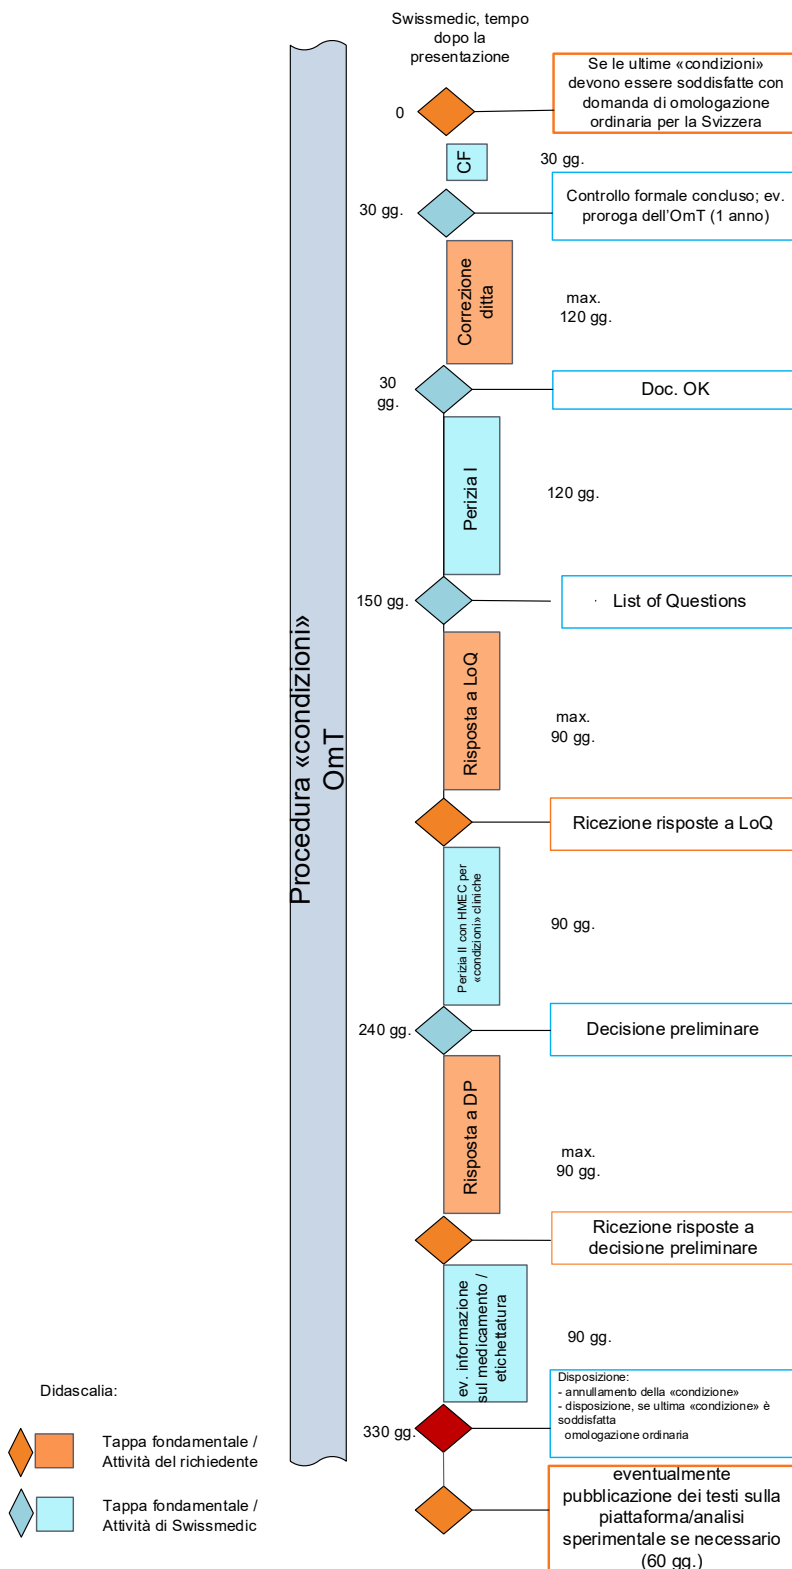 Swissmedic, tempo
dopo la
presentazione
Se le ultime «condizioni»
devono essere soddisfatte con
domanda di omologazione
ordinaria per la Svizzera
0
CF
30 gg.
30 gg.
Controllo formale concluso; ev.
proroga dell'OmT (1 anno)
Correzione
ditta
max.
120 gg.
30
gg.
Doc. OK
Perizia I
120 gg.
150 gg.
List of Questions
Procedura «condizioni»
OmT
Risposta a LoQ
max.
90 gg.
Ricezione risposte a LoQ
Perizia II con HMEC per
«condizioni» cliniche
90 gg.
240 gg.
Decisione preliminare
Risposta a DP
max.
90 gg.
Ricezione risposte a
decisione preliminare
ev. informazione
sul medicamento /
etichettatura
90 gg.
330 gg.
Disposizione:
- annullamento della «condizione»
- disposizione, se ultima «condizione» è
soddisfatta
omologazione ordinaria
eventualmente
pubblicazione dei testi sulla
piattaforma/analisi
sperimentale se necessario
(60 gg.)
Didascalia:
Tappa fondamentale /
Attività del richiedente
Tappa fondamentale /
Attività di Swissmedic